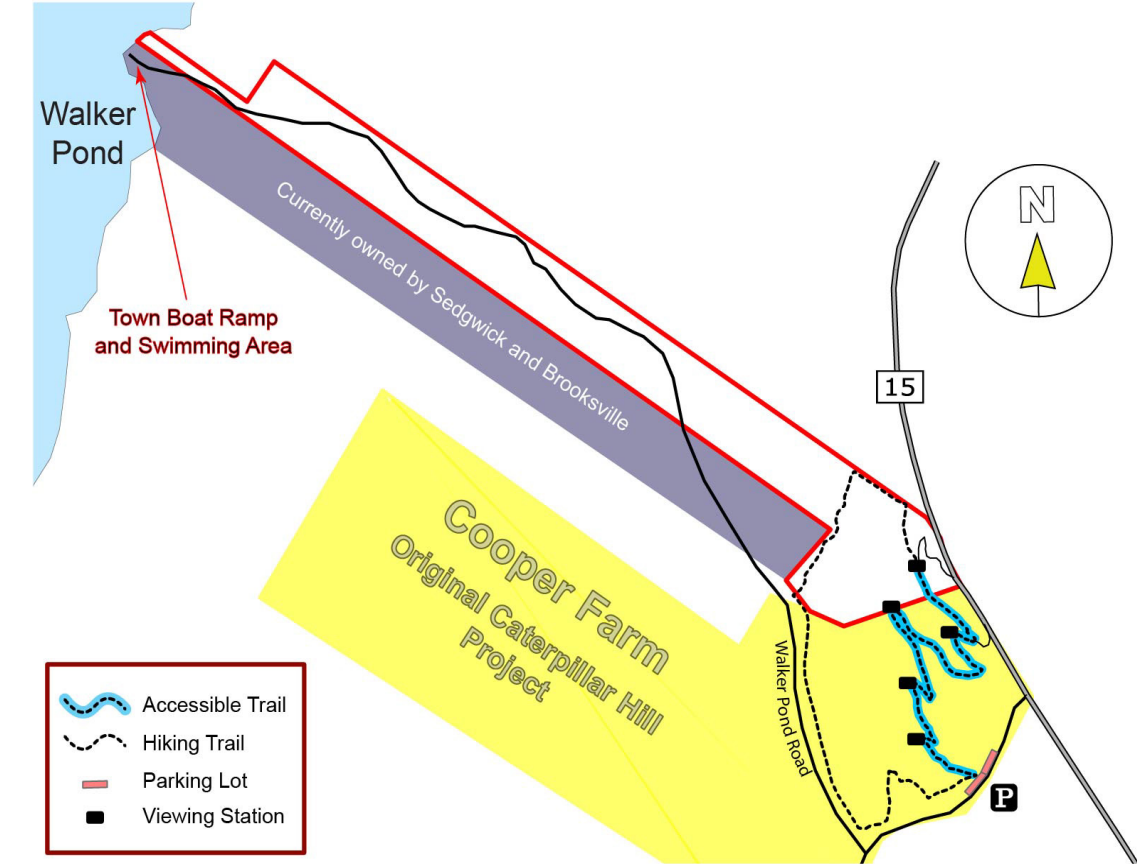 Walker
Pond
Town Boat Ramp
and Swimming Area
Currently owned by Sedgwick and Brooksville
N
15
Cooper Farm
Original Caterpillar Hill
Project
Walker Pond Road
P
Accessible Trail
Hiking Trail
Parking Lot
Viewing Station